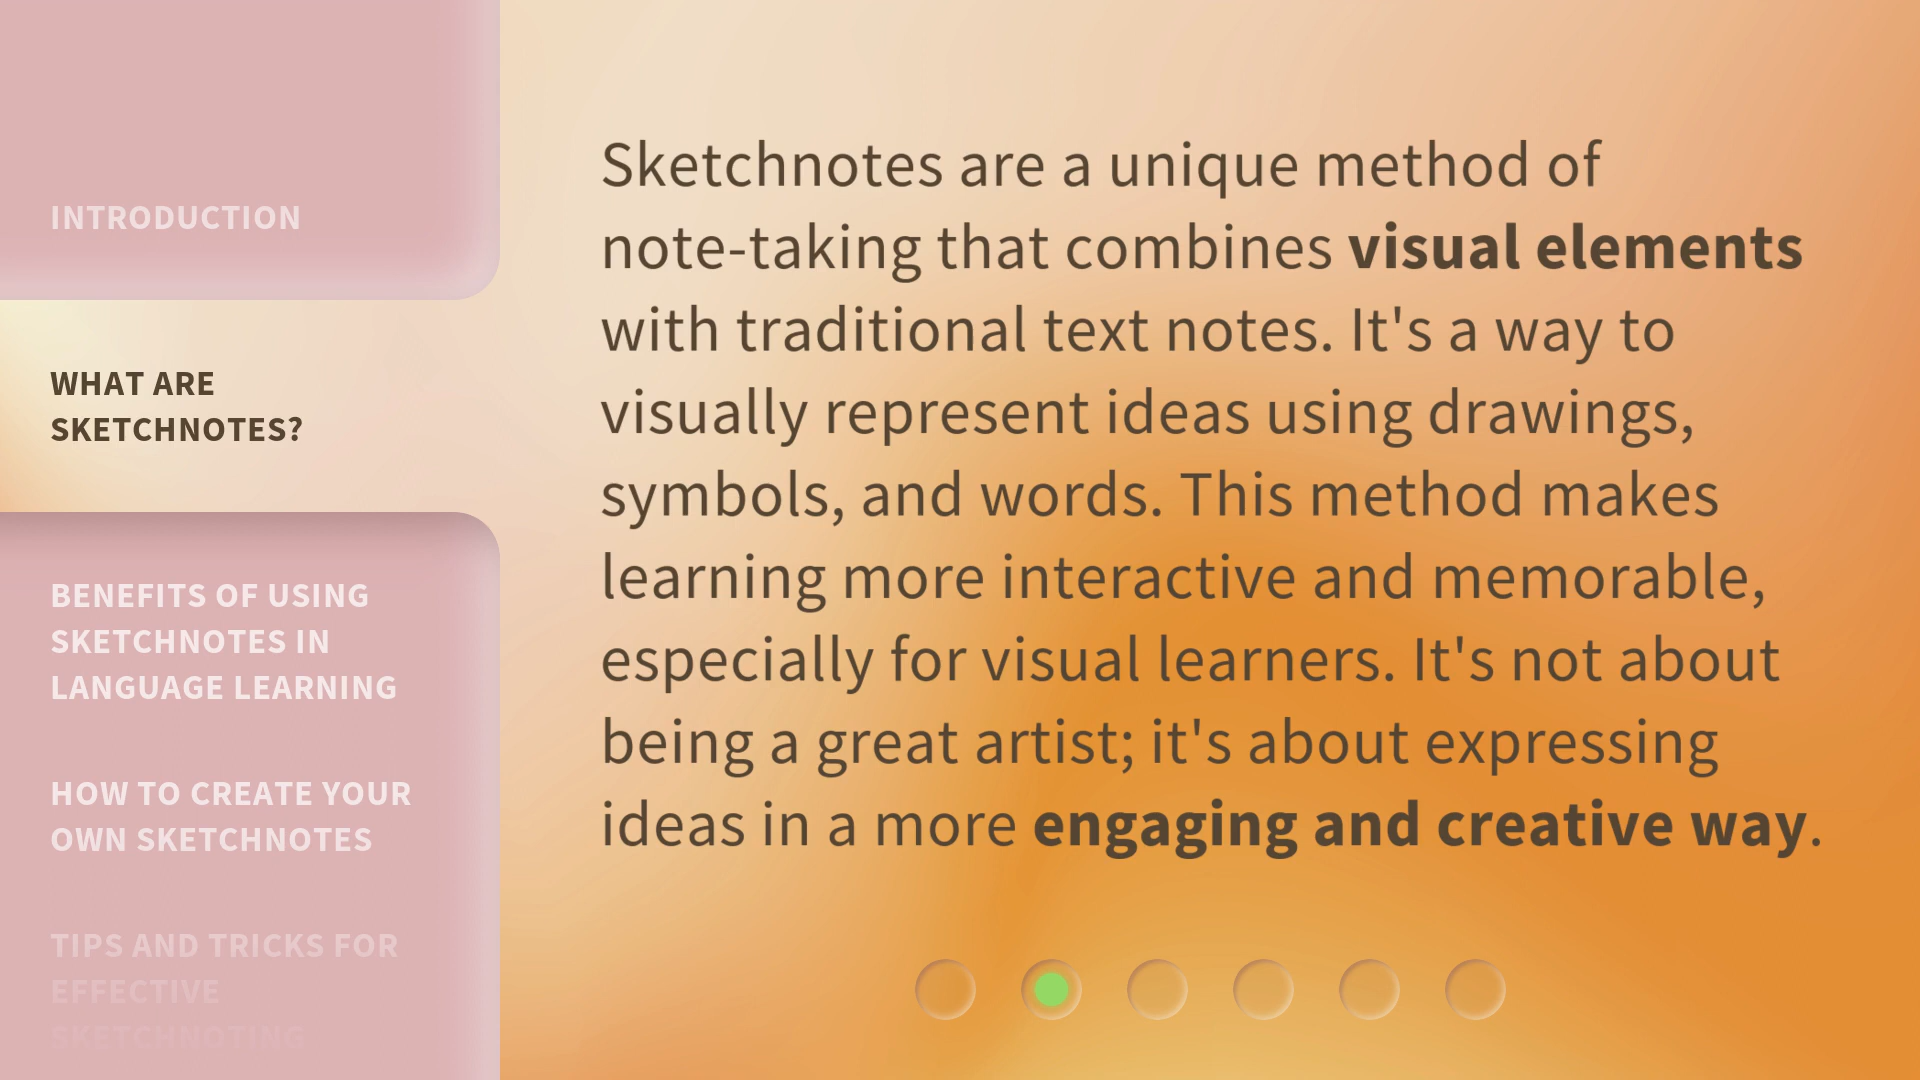 INTRODUCTION
WHAT ARE
SKETCHNOTES?
BENEFITS OF USING
SKETCHNOTES IN
LANGUAGE LEARNING
HOW TO CREATE YOUR
OWN SKETCHNOTES
TIPS AND TRICKS FOR
EFFECTIVE
SKETCHNOTING
Sketchnotes are a unique method of
note-taking that combines visual elements
with traditional text notes. It's a way to
visually represent ideas using drawings,
symbols, and words. This method makes
learning more interactive and memorable,
especially for visual learners. It's not about
being a great artist; it's about expressing
ideas in a more engaging and creative way.